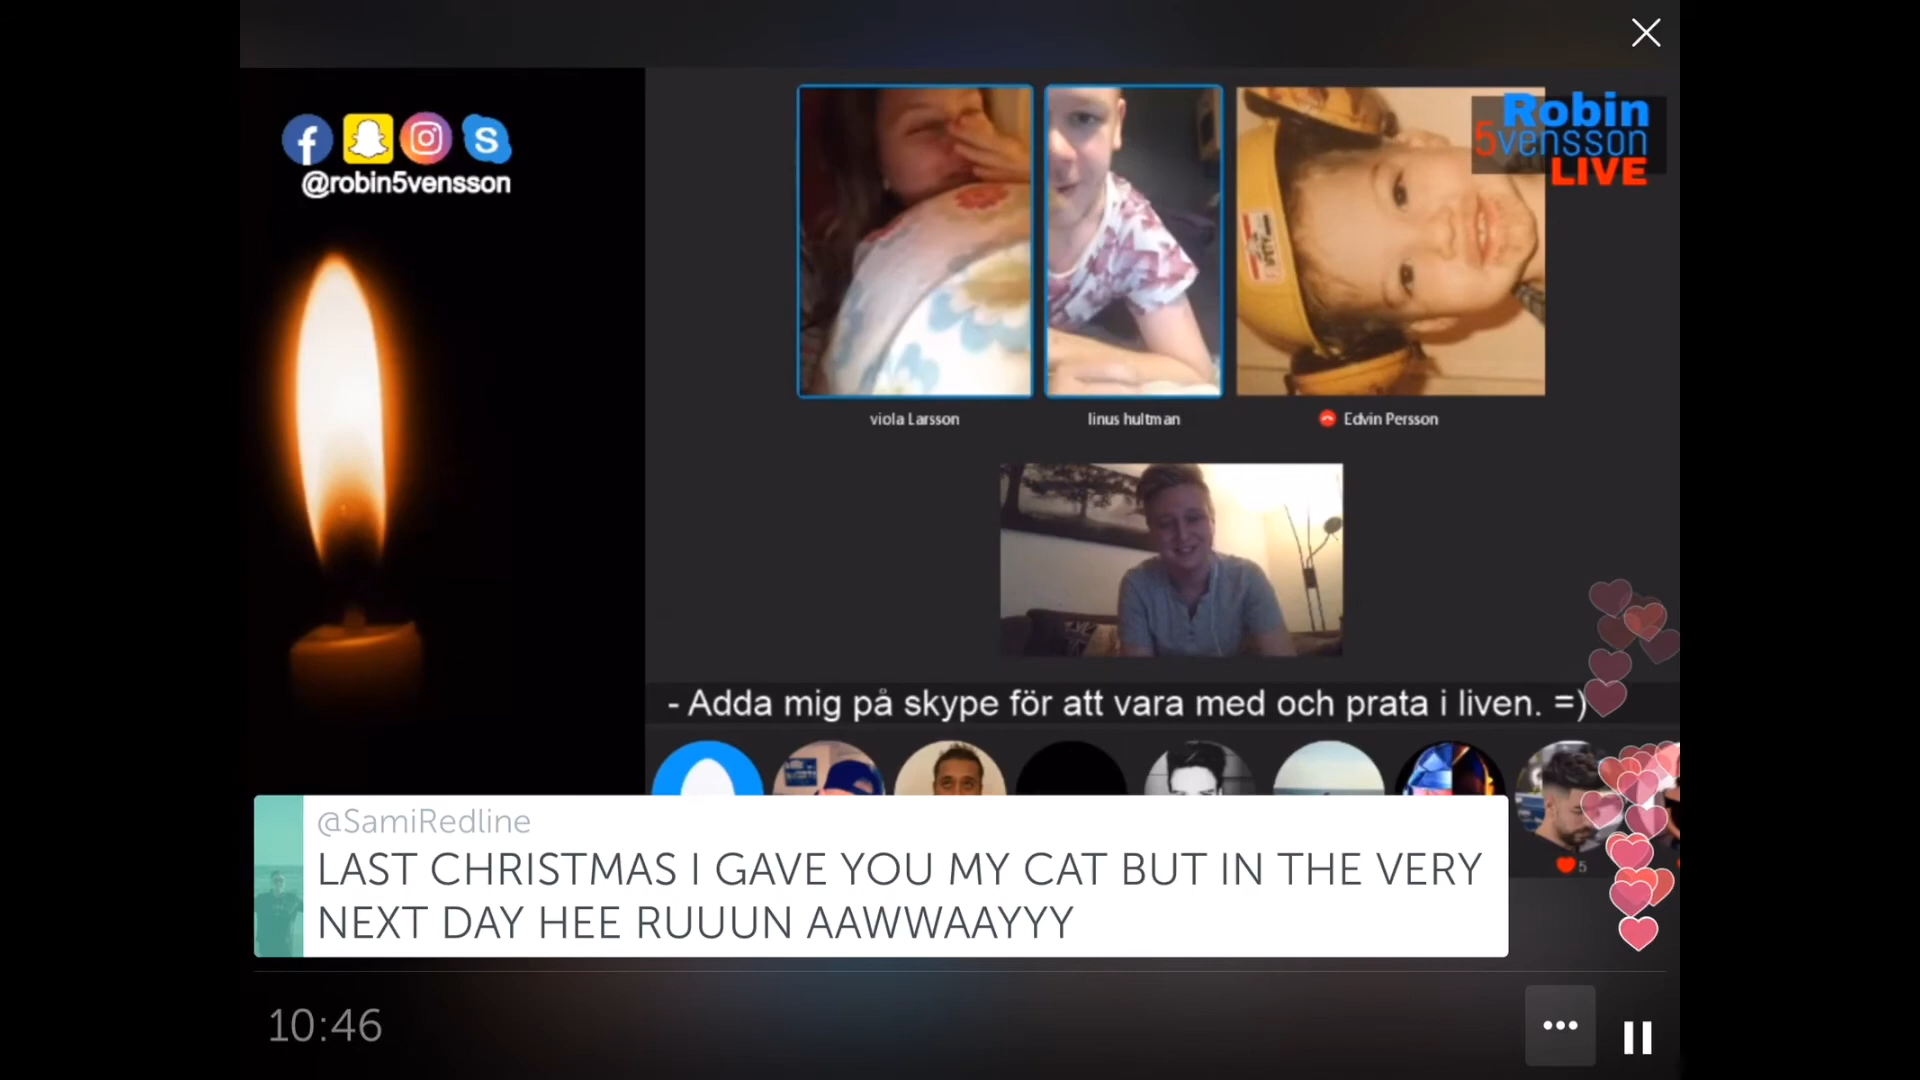 @robin5vensson
Robin
5vensson
LIVE
viola Larsson
linus hultman
Edvin Persson
- Adda mig på skype för att vara med och prata i liven. =)
5
@SamiRedline
LAST CHRISTMAS I GAVE YOU MY CAT BUT IN THE VERY
NEXT DAY HEE RUUUN AAWWAAYYY
10:46